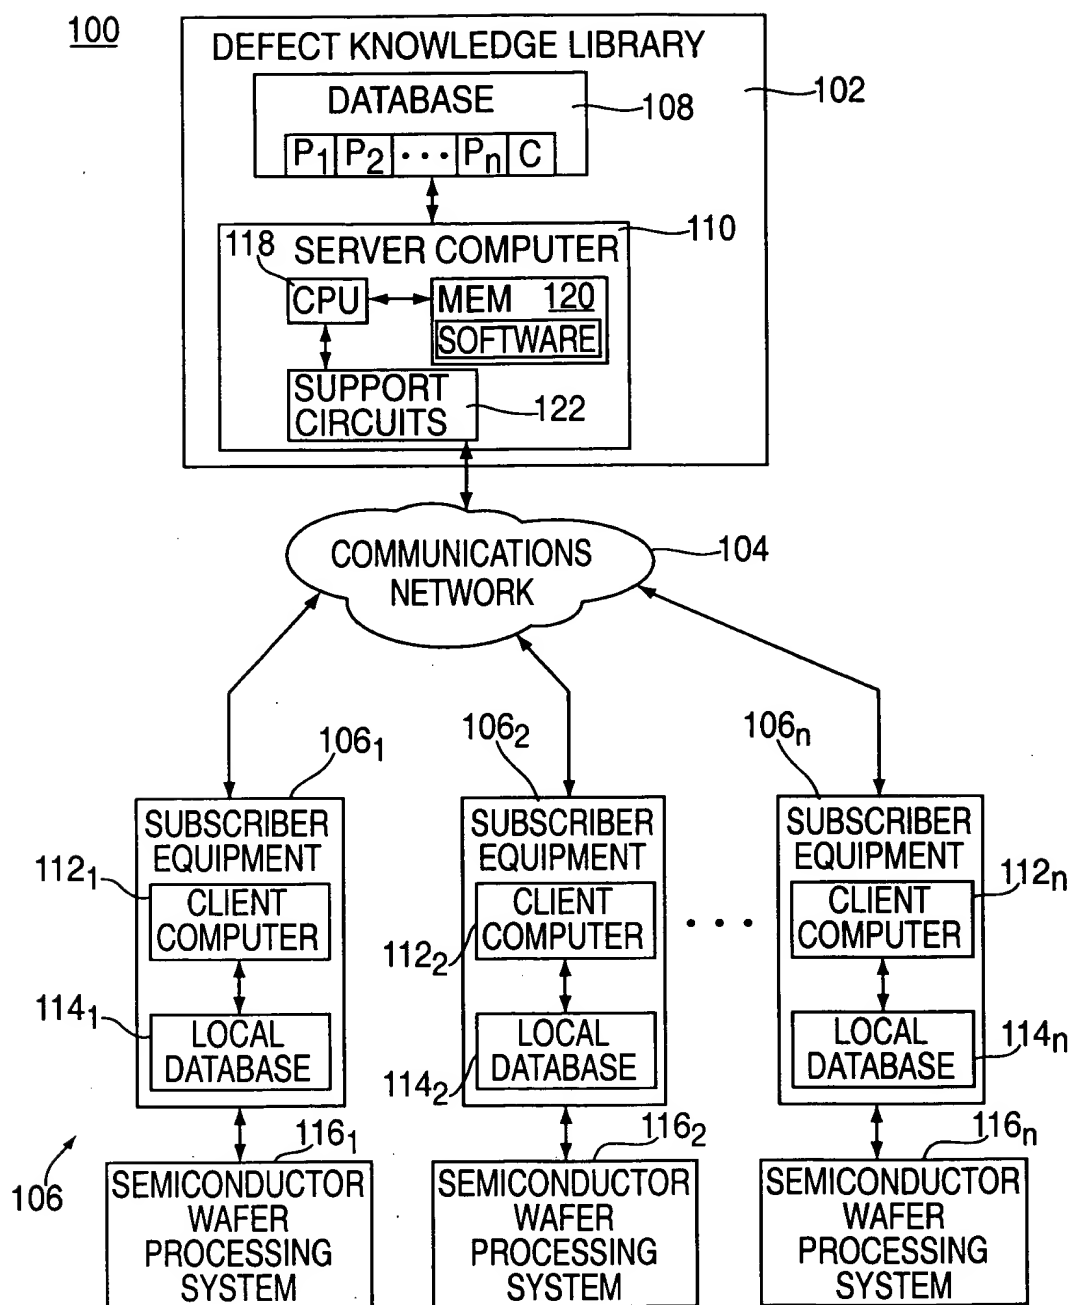 100
DEFECT KNOWLEDGE LIBRARY
102
DATABASE
108
P1 P2 ... Pn C
110
118
SERVER COMPUTER
CPU
MEM 120
SOFTWARE
SUPPORT
CIRCUITS
122
COMMUNICATIONS
NETWORK
104
106₁
SUBSCRIBER
EQUIPMENT
112₁
CLIENT
COMPUTER
114₁
LOCAL
DATABASE
116₁
SEMICONDUCTOR
WAFER
PROCESSING
SYSTEM
106₂
SUBSCRIBER
EQUIPMENT
CLIENT
COMPUTER
112₂
...
LOCAL
DATABASE
114₂
116₂
SEMICONDUCTOR
WAFER
PROCESSING
SYSTEM
106n
SUBSCRIBER
EQUIPMENT
112n
CLIENT
COMPUTER
LOCAL
DATABASE
114n
116n
SEMICONDUCTOR
WAFER
PROCESSING
SYSTEM
106